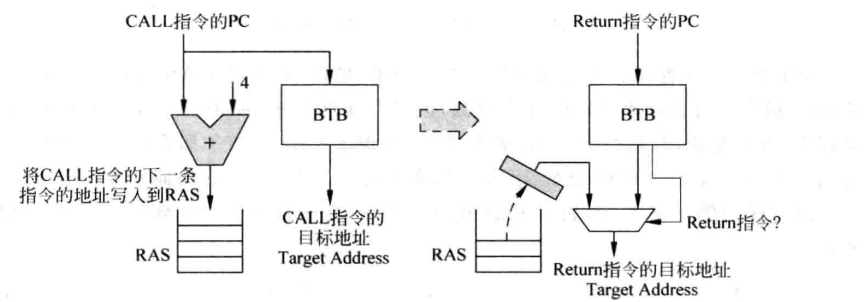 CALL指令的PC
4
BTB
+
将CALL指令的下一条
指令的地址写入到RAS
RAS
CALL指令的
目标地址
Target Address
Return指令的PC
BTB
Return指令?
RAS
Return指令的目标地址
Target Address